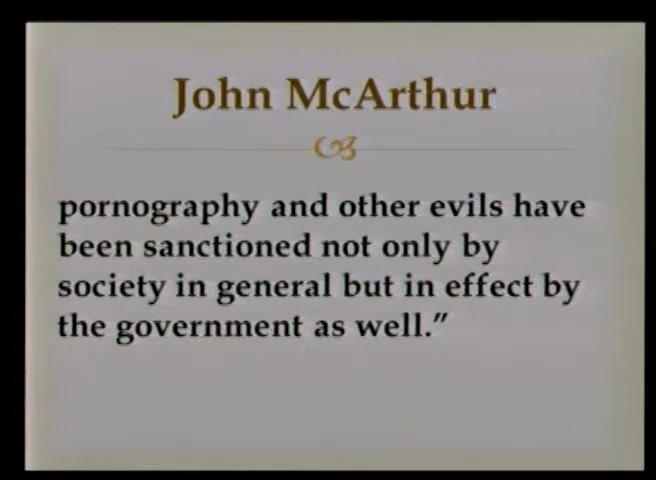 John McArthur
pornography and other evils have
been sanctioned not only by
society in general but in effect by
the government as well.”